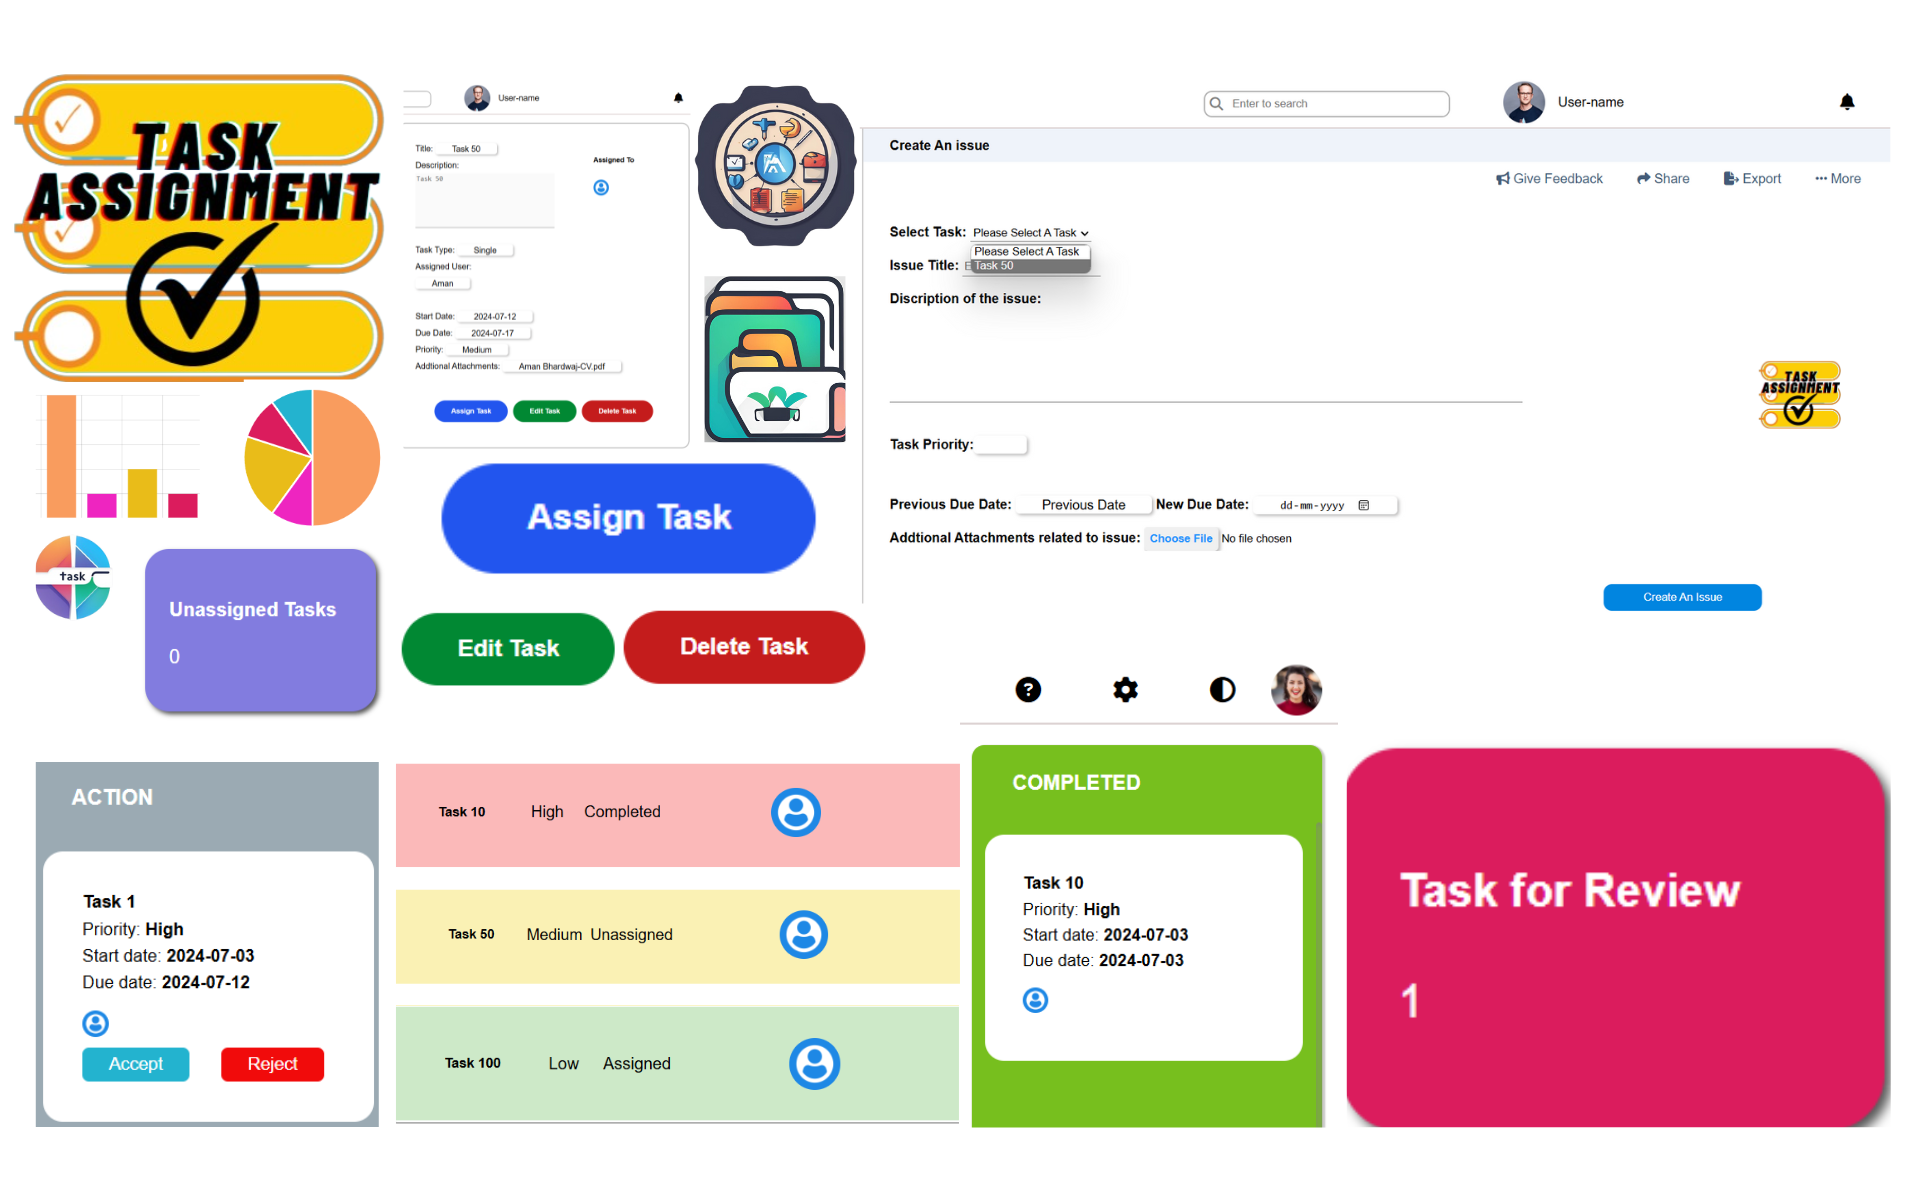 TASK
ASSIGNMENT
User-name
Title: Task 50
Description:
Task 50
Assigned To
Task Type: Single
Assigned User:
Aman
Start Date: 2024-07-12
Due Date: 2024-07-17
Priority: Medium
Addtional Attachments: Aman Bhardwaj-CV.pdf
Assign Task Edit Task Delete Task
Enter to search
User-name
Create An issue
Give Feedback Share Export ··· More
Select Task: Please Select A Task
Please Select A Task
Task 50
Issue Title:
Discription of the issue:
TASK
ASSIGNMENT
Task Priority:
Previous Due Date: Previous Date New Due Date: dd-mm-yyyy
Addtional Attachments related to issue: Choose File No file chosen
Create An Issue
task
Unassigned Tasks
0
Assign Task
Edit Task
Delete Task
ACTION
Task 1
Priority: High
Start date: 2024-07-03
Due date: 2024-07-12
Accept Reject
Task 10 High Completed
Task 50 Medium Unassigned
Task 100 Low Assigned
COMPLETED
Task 10
Priority: High
Start date: 2024-07-03
Due date: 2024-07-03
Task for Review
1